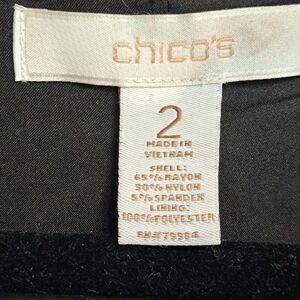 chico's
2
MADE IN
VIETNAM
SHELL:
65% RAYON
30% NYLON
5% SPANDEX
LINING:
100% POLYESTER
RN# 79984